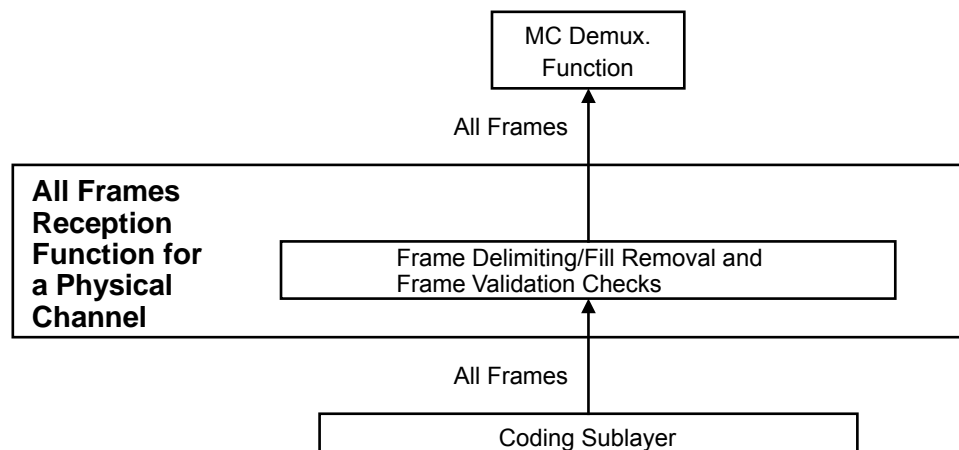 MC Demux.
Function
All Frames
All Frames
Reception
Function for
a Physical
Channel
Frame Delimiting/Fill Removal and
Frame Validation Checks
All Frames
Coding Sublayer